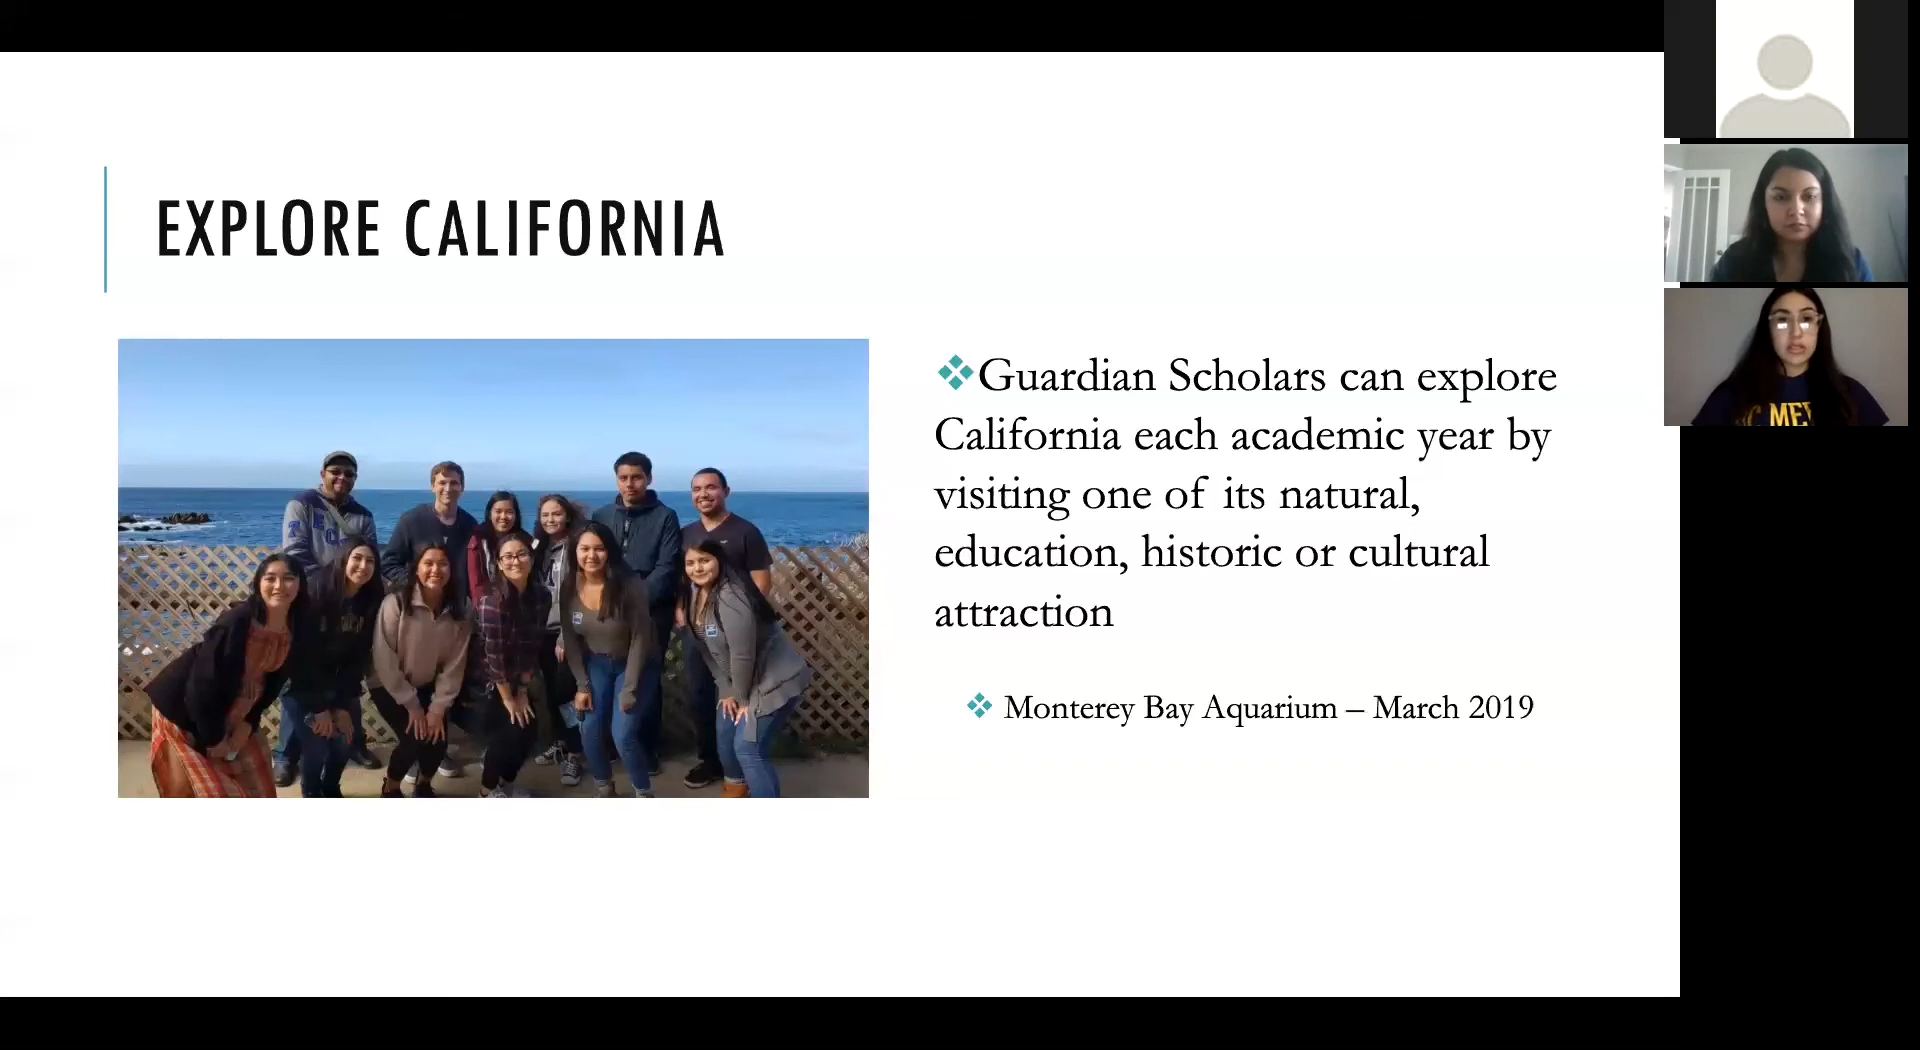 EXPLORE CALIFORNIA
❖Guardian Scholars can explore
California each academic year by
visiting one of its natural,
education, historic or cultural
attraction
❖ Monterey Bay Aquarium – March 2019